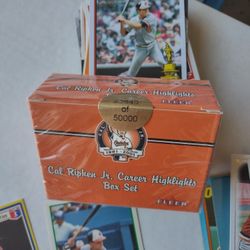 of
50000
Cal Ripken Jr. Career Highlights
FLEER
Cal Ripken Jr. Career Highlights
Box Set
FLEER